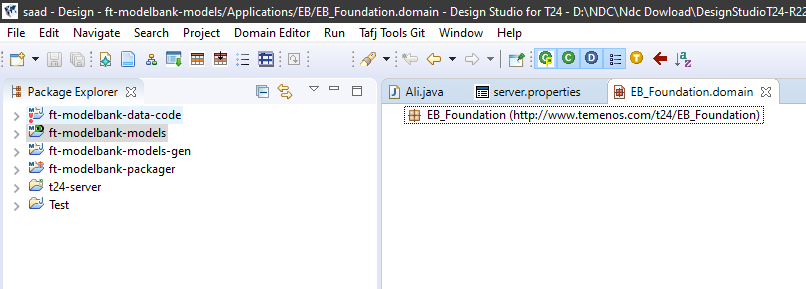 saad - Design - ft-modelbank-models/Applications/EB/EB_Foundation.domain - Design Studio for T24 - D:\NDC\Ndc Dowload\DesignStudioT24-R22
File Edit Navigate Search Project Domain Editor Run Tafj Tools Git Window Help
Package Explorer
Ali.java server.properties EB_Foundation.domain
ft-modelbank-data-code
EB_Foundation (http://www.temenos.com/t24/EB_Foundation)
ft-modelbank-models
ft-modelbank-models-gen
ft-modelbank-packager
t24-server
Test